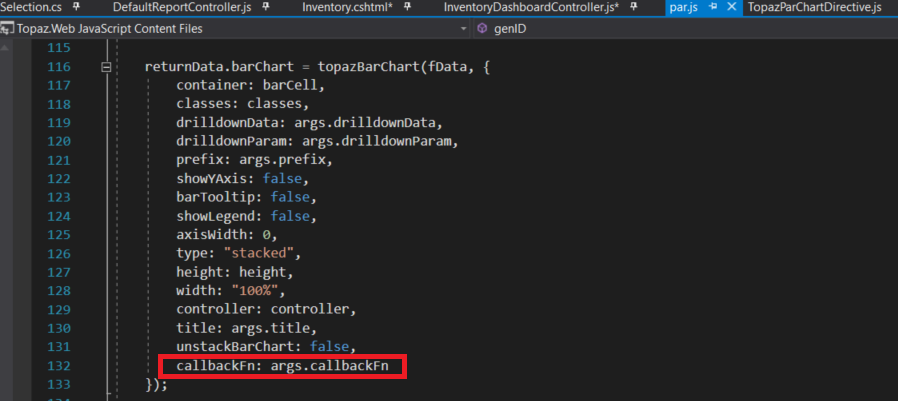 Selection.cs DefaultReportController.js Inventory.cshtml* InventoryDashboardController.js* par.js TopazParChartDirective.js
Topaz.Web JavaScript Content Files genID
115
116 returnData.barChart = topazBarChart(fData, {
117 container: barCell,
118 classes: classes,
119 drilldownData: args.drilldownData,
120 drilldownParam: args.drilldownParam,
121 prefix: args.prefix,
122 showYAxis: false,
123 barTooltip: false,
124 showLegend: false,
125 axisWidth: 0,
126 type: "stacked",
127 height: height,
128 width: "100%",
129 controller: controller,
130 title: args.title,
131 unstackBarChart: false,
132 callbackFn: args.callbackFn
133 });